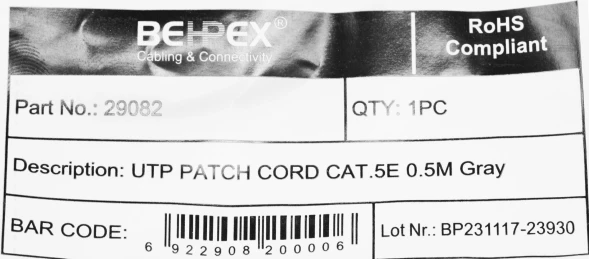 BEHPEX®
Cabling & Connectivity
RoHS
Compliant
Part No.: 29082
QTY: 1PC
Description: UTP PATCH CORD CAT.5E 0.5M Gray
BAR CODE:
6 922908 200006
Lot Nr.: BP231117-23930